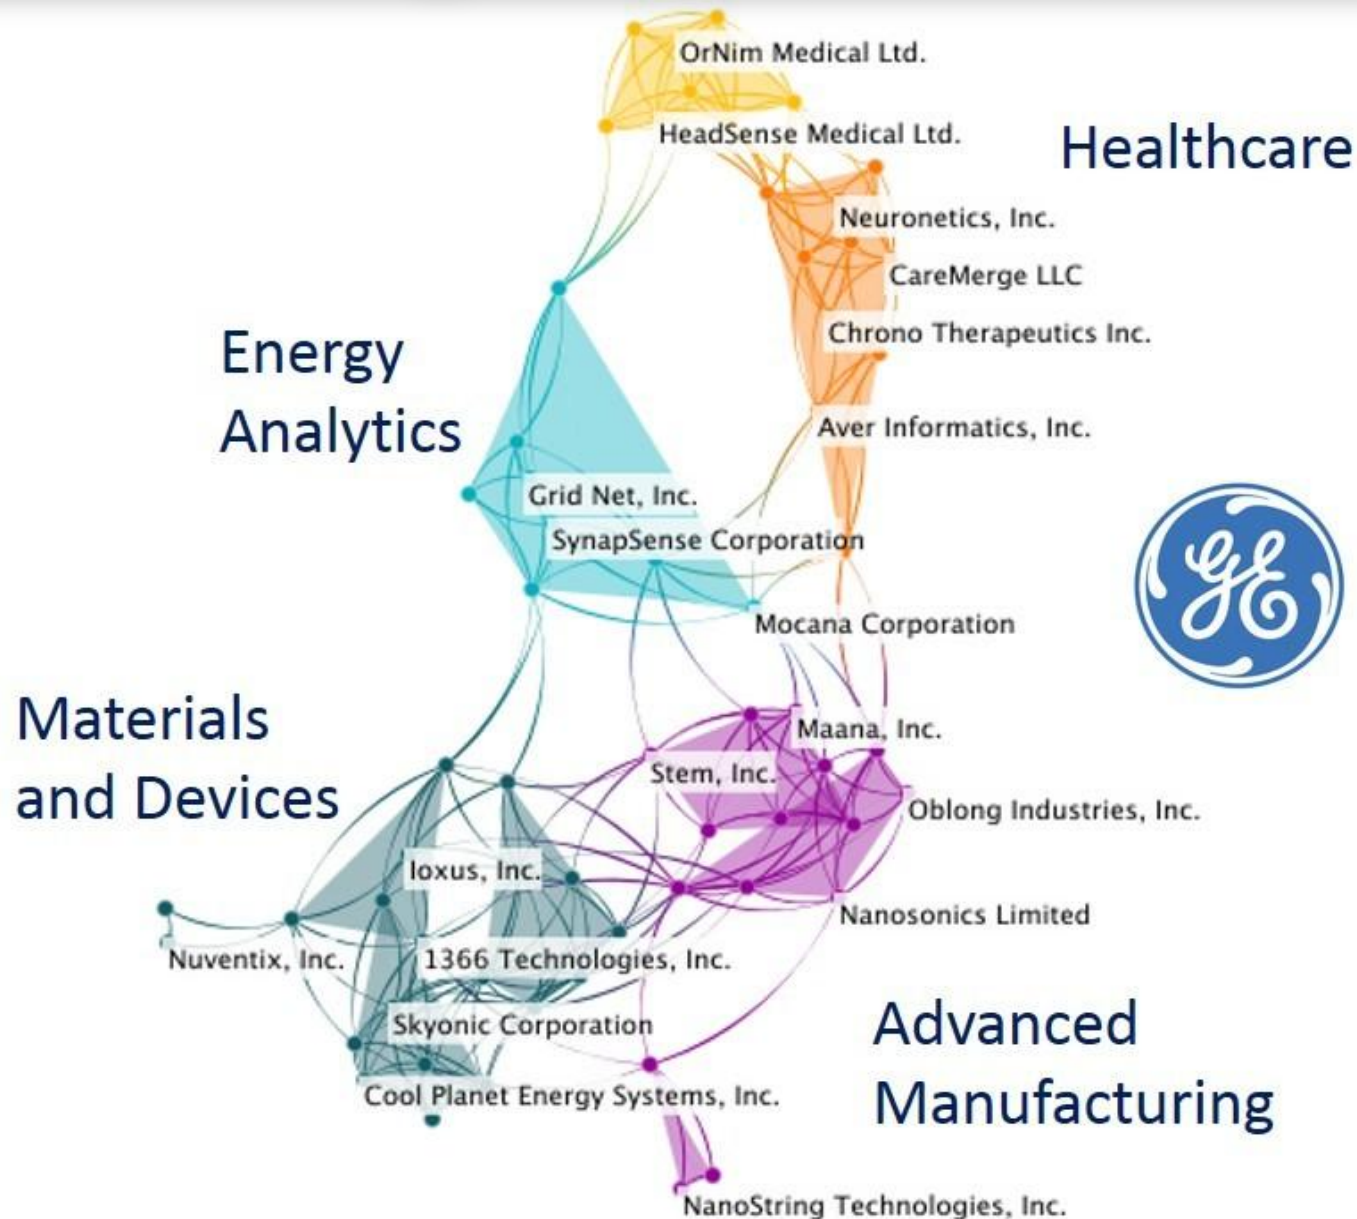 OrNim Medical Ltd.
HeadSense Medical Ltd.
Healthcare
Neuronetics, Inc.
CareMerge LLC
Chrono Therapeutics Inc.
Energy
Analytics
Aver Informatics, Inc.
Grid Net, Inc.
SynapSense Corporation
GE
Mocana Corporation
Materials
and Devices
Maana, Inc.
Stem, Inc.
Oblong Industries, Inc.
Ioxus, Inc.
Nanosonics Limited
Nuventix, Inc.
1366 Technologies, Inc.
Skyonic Corporation
Advanced
Manufacturing
Cool Planet Energy Systems, Inc.
NanoString Technologies, Inc.